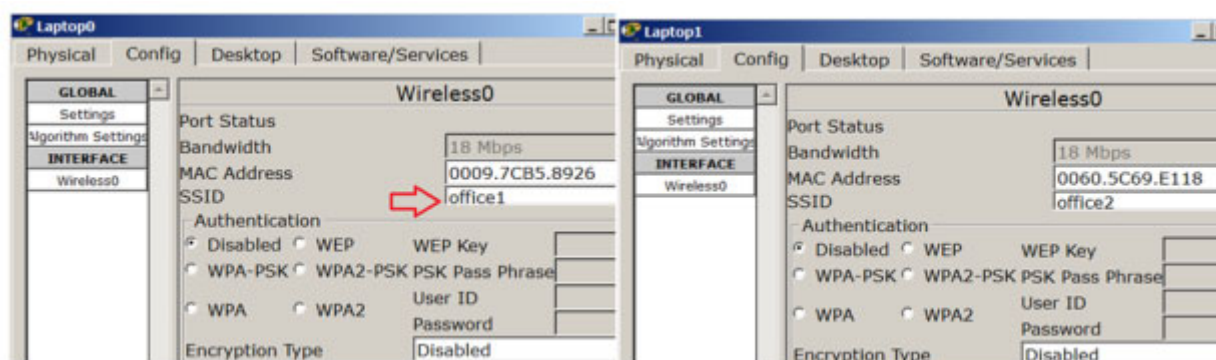 Laptop0
Physical Config Desktop Software/Services
GLOBAL
Settings
Algorithm Settings
INTERFACE
Wireless0
Wireless0
Port Status
Bandwidth 18 Mbps
MAC Address 0009.7CB5.8926
SSID office1
Authentication
Disabled WEP WEP Key
WPA-PSK WPA2-PSK PSK Pass Phrase
User ID
WPA WPA2
Password
Encryption Type Disabled
Laptop1
Physical Config Desktop Software/Services
GLOBAL
Settings
Algorithm Settings
INTERFACE
Wireless0
Wireless0
Port Status
Bandwidth 18 Mbps
MAC Address 0060.5C69.E118
SSID office2
Authentication
Disabled WEP WEP Key
WPA-PSK WPA2-PSK PSK Pass Phrase
User ID
WPA WPA2
Password
Encryption Type Disabled